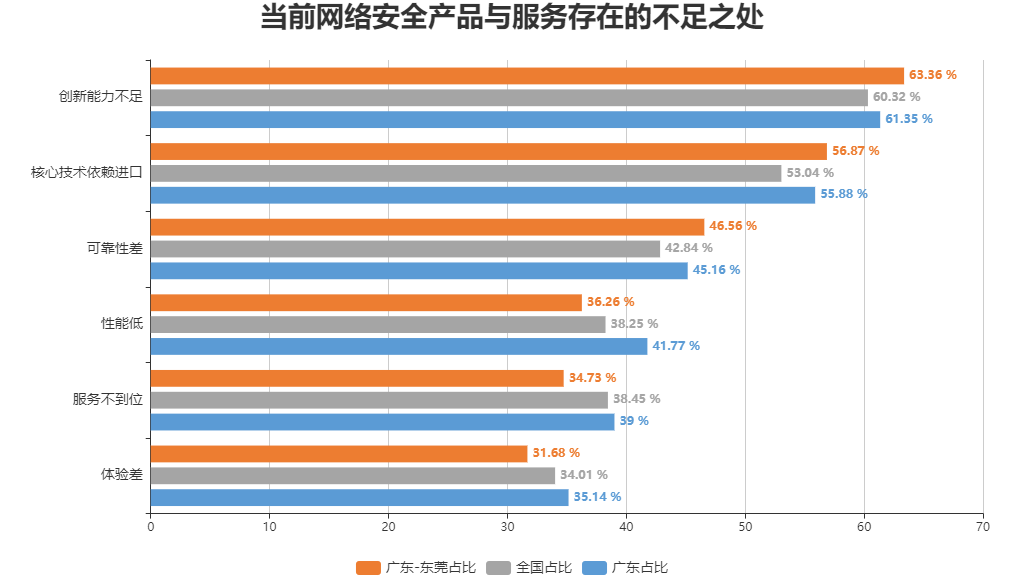 当前网络安全产品与服务存在的不足之处
创新能力不足
63.36 %
60.32 %
61.35 %
核心技术依赖进口
56.87 %
53.04 %
55.88 %
可靠性差
46.56 %
42.84 %
45.16 %
性能低
36.26 %
38.25 %
41.77 %
服务不到位
34.73 %
38.45 %
39 %
体验差
31.68 %
34.01 %
35.14 %
0 10 20 30 40 50 60 70
广东-东莞占比 全国占比 广东占比